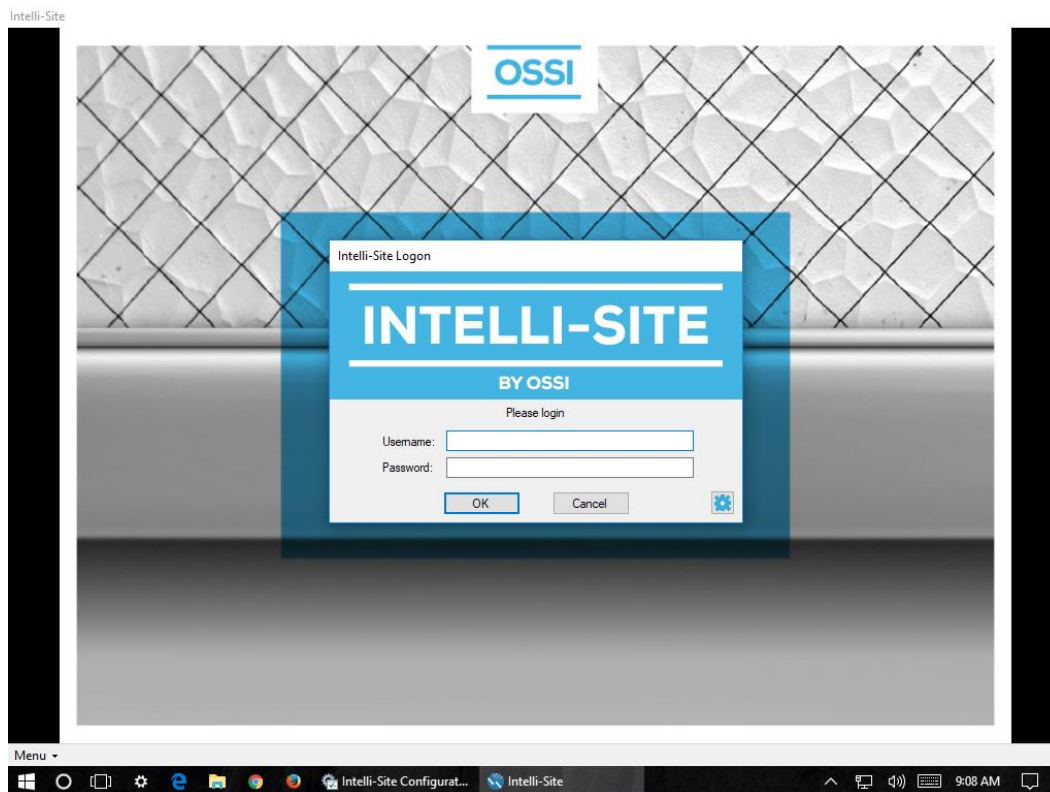 Intelli-Site
OSSI
Intelli-Site Logon
INTELLI-SITE
BY OSSI
Please login
Username:
Password:
OK Cancel
Menu
Intelli-Site Configurat... Intelli-Site 9:08 AM